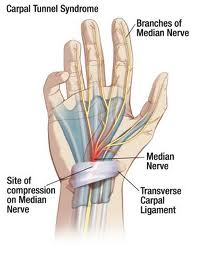 Carpal Tunnel Syndrome
Branches of
Median Nerve
Median
Nerve
Site of
compression on
Median Nerve
Transverse
Carpal
Ligament